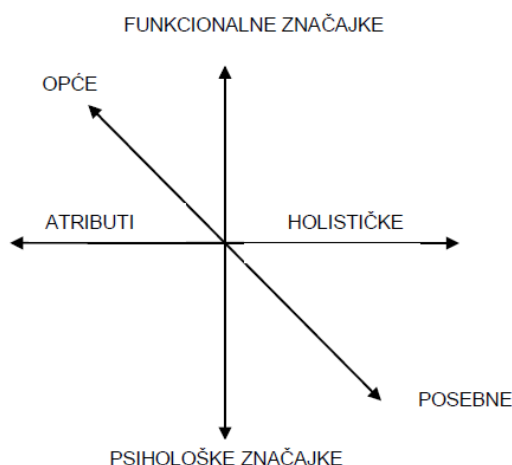 FUNKCIONALNE ZNAČAJKE
OPĆE
ATRIBUTI
HOLISTIČKE
POSEBNE
PSIHOLOŠKE ZNAČAJKE